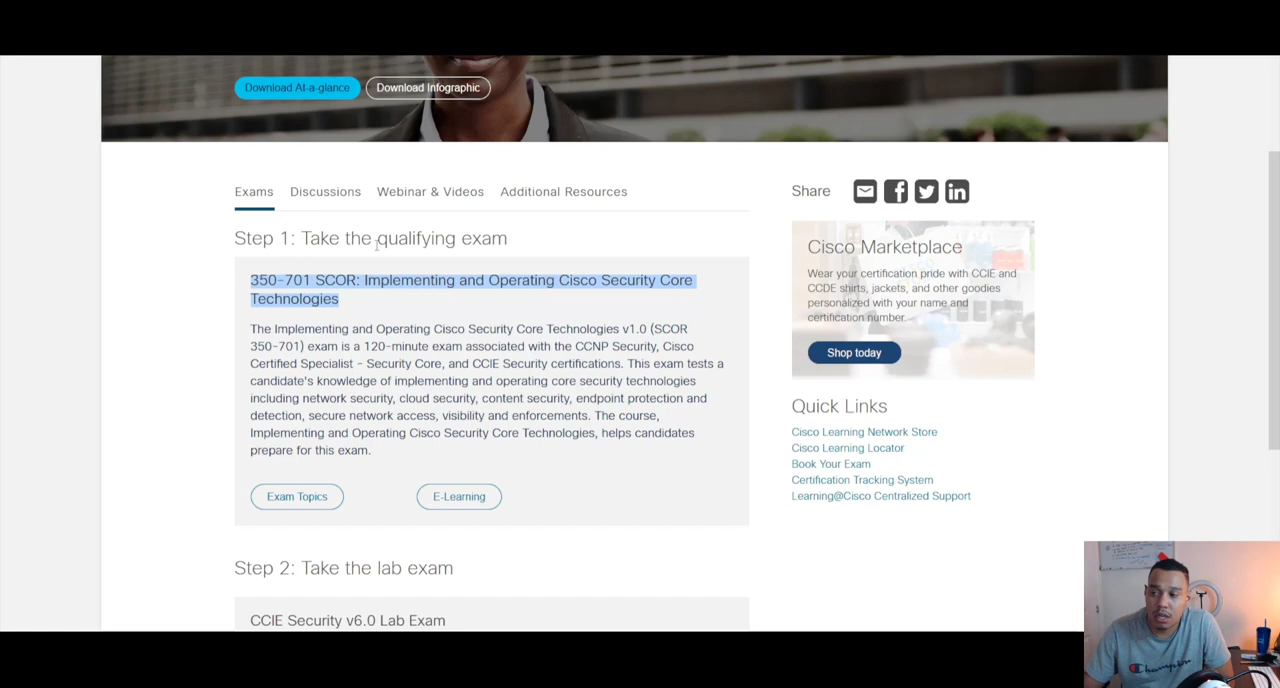 Download At-a-glance
Download Infographic
Exams
Discussions
Webinar & Videos
Additional Resources
Step 1: Take the qualifying exam
350-701 SCOR: Implementing and Operating Cisco Security Core
Technologies
The Implementing and Operating Cisco Security Core Technologies v1.0 (SCOR
350-701) exam is a 120-minute exam associated with the CCNP Security, Cisco
Certified Specialist - Security Core, and CCIE Security certifications. This exam tests a
candidate's knowledge of implementing and operating core security technologies
including network security, cloud security, content security, endpoint protection and
detection, secure network access, visibility and enforcements. The course,
Implementing and Operating Cisco Security Core Technologies, helps candidates
prepare for this exam.
Exam Topics
E-Learning
Step 2: Take the lab exam
CCIE Security v6.0 Lab Exam
Share
Cisco Marketplace
Wear your certification pride with CCIE and
CCDE shirts, jackets, and other goodies
personalized with your name and
certification number.
Shop today
Quick Links
Cisco Learning Network Store
Cisco Learning Locator
Book Your Exam
Certification Tracking System
Learning@Cisco Centralized Support
Champion